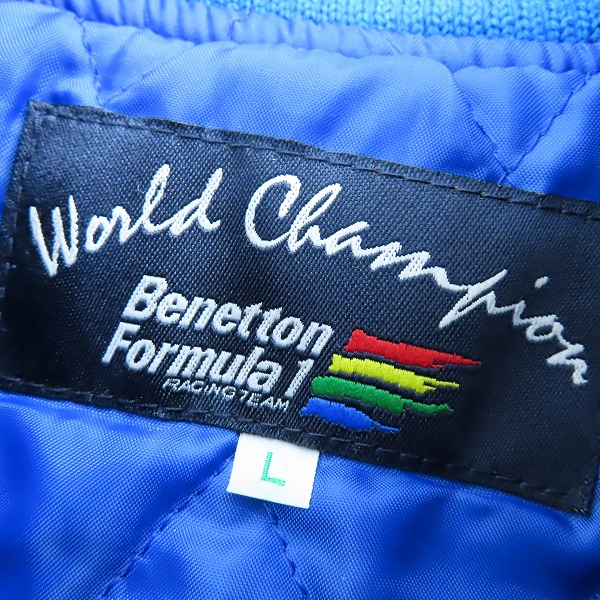 World Champion
Benetton
Formula 1
RACING TEAM
L